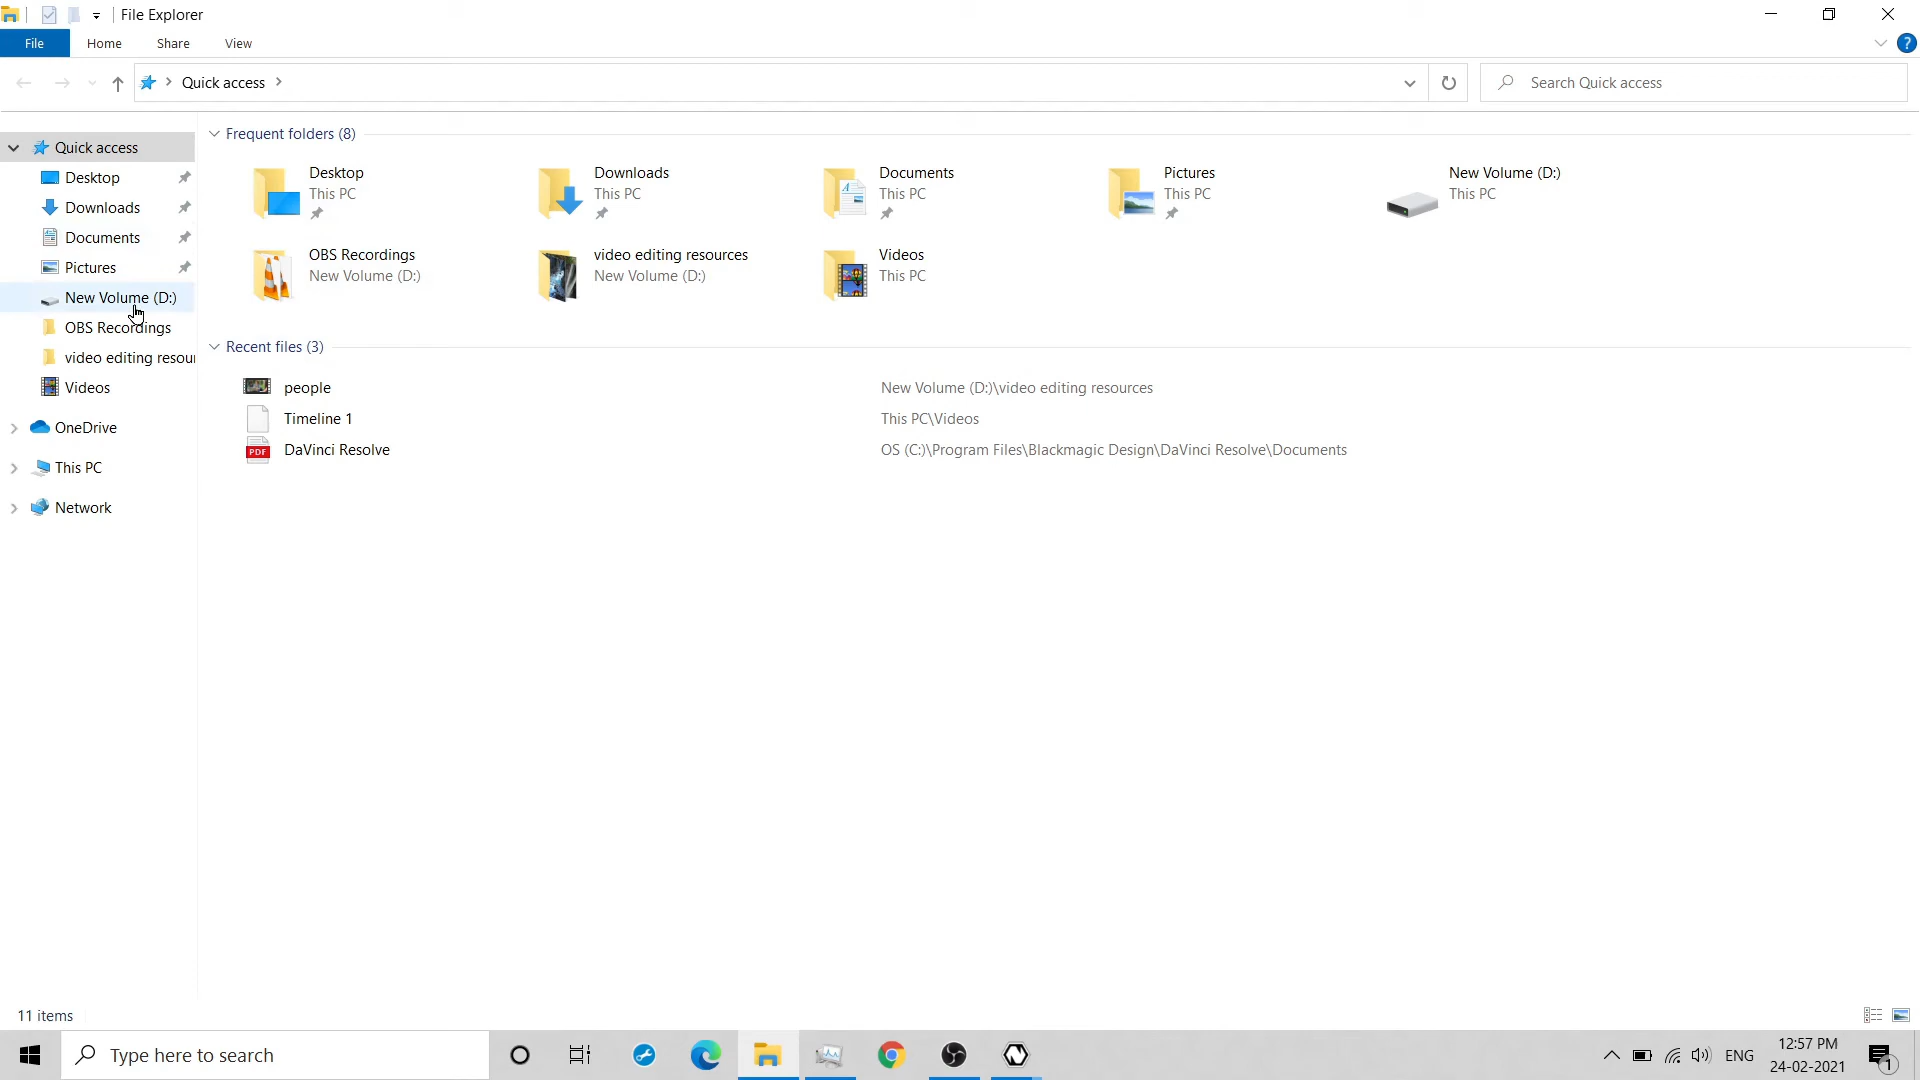 File Explorer
File Home Share View
Quick access
Search Quick access
Quick access
Desktop
Downloads
Documents
Pictures
New Volume (D:)
OBS Recordings
video editing resour
Videos
OneDrive
This PC
Network
Frequent folders (8)
Desktop
This PC
Downloads
This PC
Documents
This PC
Pictures
This PC
New Volume (D:)
This PC
OBS Recordings
New Volume (D:)
video editing resources
New Volume (D:)
Videos
This PC
Recent files (3)
people New Volume (D:)\video editing resources
Timeline 1 This PC\Videos
DaVinci Resolve OS (C:)\Program Files\Blackmagic Design\DaVinci Resolve\Documents
PDF
11 items
Type here to search
ENG
12:57 PM
24-02-2021
1